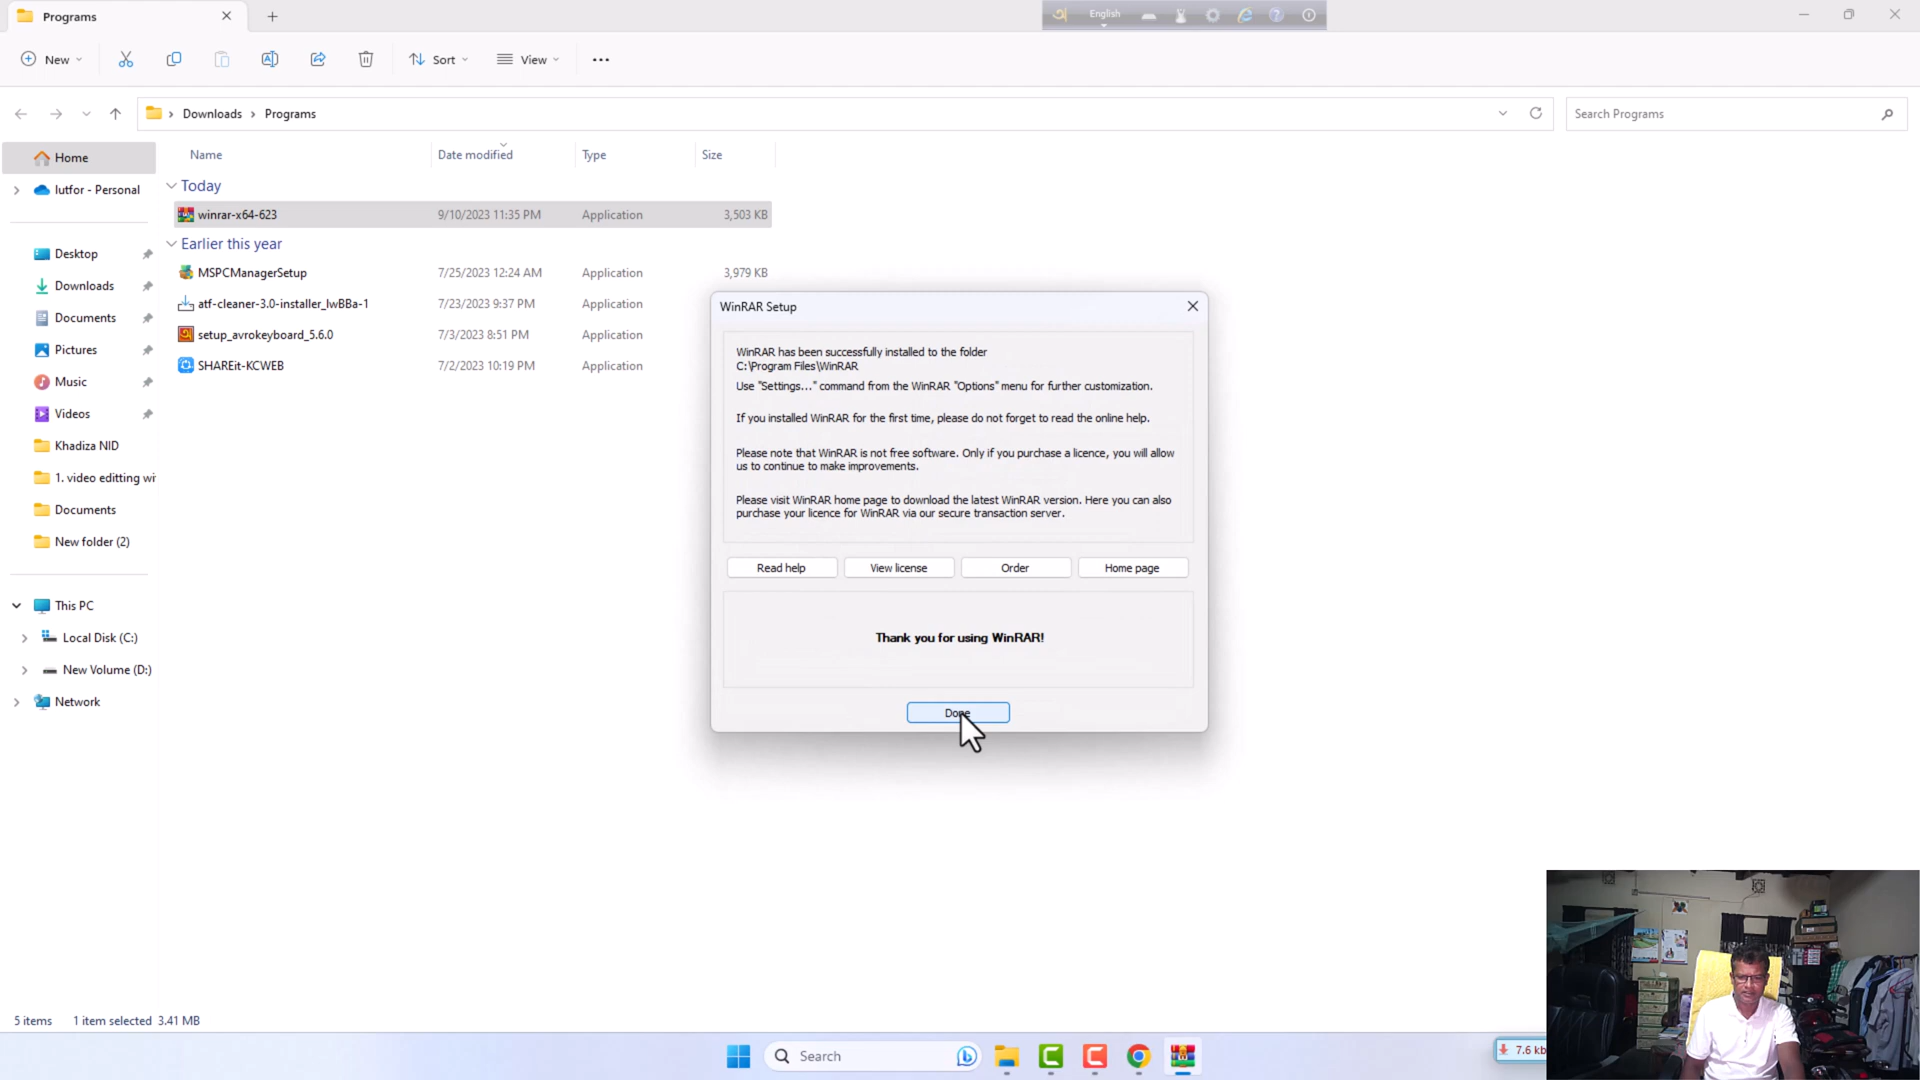 Programs
English
New
Sort
View
Downloads
Programs
Search Programs
Name
Date modified
Type
Size
Home
lutfor - Personal
Today
winrar-x64-623
9/10/2023 11:35 PM
Application
3,503 KB
Earlier this year
MSPCManagerSetup
7/25/2023 12:24 AM
Application
3,979 KB
atf-cleaner-3.0-installer_IwBBa-1
7/23/2023 9:37 PM
Application
setup_avrokeyboard_5.6.0
7/3/2023 8:51 PM
Application
SHAREit-KCWEB
7/2/2023 10:19 PM
Application
Desktop
Downloads
Documents
Pictures
Music
Videos
Khadiza NID
1. video editting wi
Documents
New folder (2)
This PC
Local Disk (C:)
New Volume (D:)
Network
WinRAR Setup
WinRAR has been successfully installed to the folder
C:\Program Files\WinRAR
Use "Settings..." command from the WinRAR "Options" menu for further customization.
If you installed WinRAR for the first time, please do not forget to read the online help.
Please note that WinRAR is not free software. Only if you purchase a licence, you will allow
us to continue to make improvements.
Please visit WinRAR home page to download the latest WinRAR version. Here you can also
purchase your licence for WinRAR via our secure transaction server.
Read help
View license
Order
Home page
Thank you for using WinRAR!
Done
5 items
1 item selected 3.41 MB
Search
7.6 kb